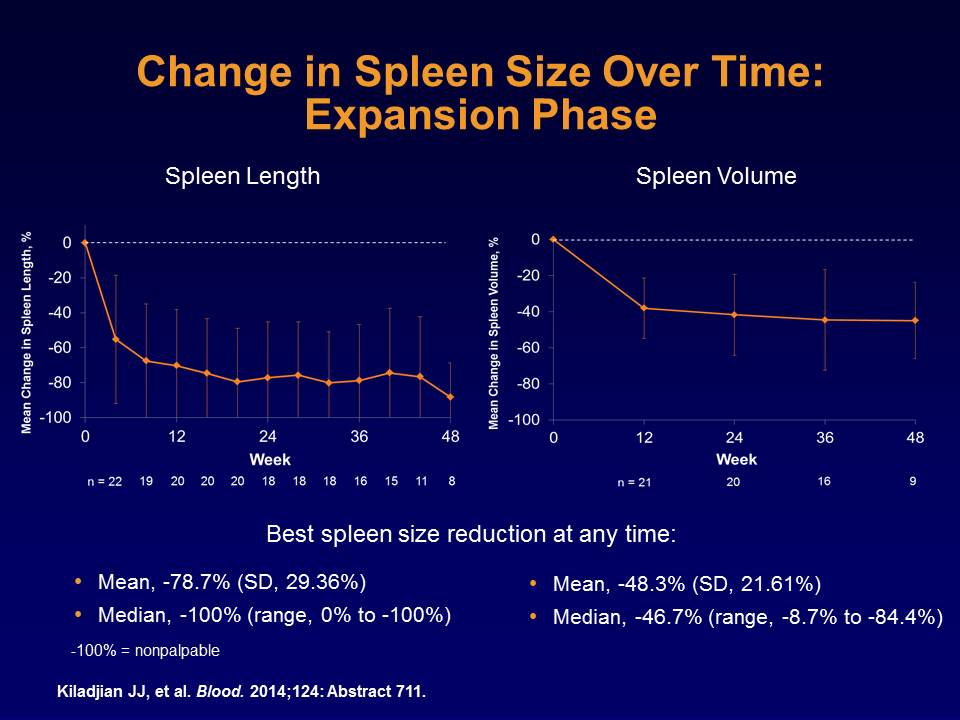 Change in Spleen Size Over Time:
Expansion Phase
Spleen Length
Mean Change in Spleen Length, %
0
-20
-40
-60
-80
-100
0 12 24 36 48
Week
n = 22 19 20 20 20 18 18 18 16 15 11 8
Spleen Volume
Mean Change in Spleen Volume, %
0
-20
-40
-60
-80
-100
0 12 24 36 48
Week
n = 21 20 16 9
Best spleen size reduction at any time:
• Mean, -78.7% (SD, 29.36%)
• Median, -100% (range, 0% to -100%)
-100% = nonpalpable
• Mean, -48.3% (SD, 21.61%)
• Median, -46.7% (range, -8.7% to -84.4%)
Kiladjian JJ, et al. Blood. 2014;124: Abstract 711.